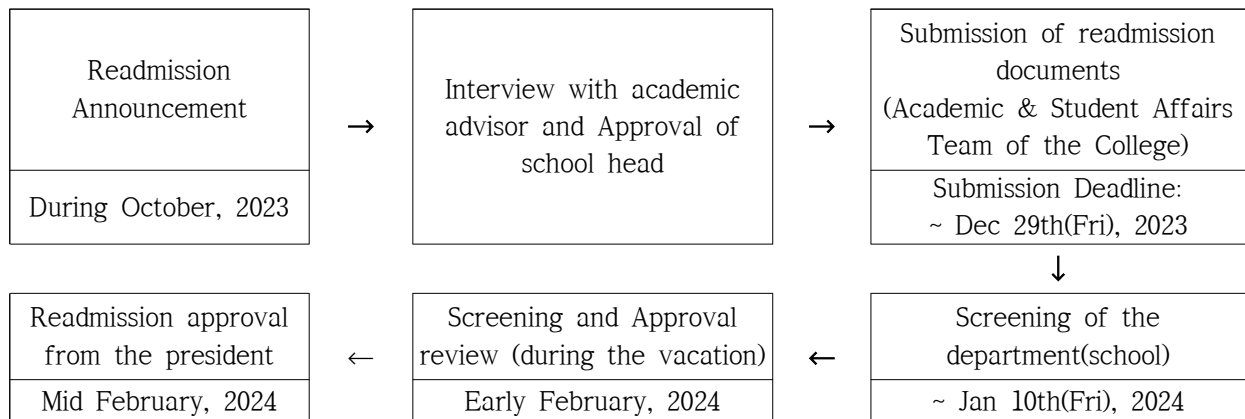 Readmission
Announcement
During October, 2023
→
Interview with academic
advisor and Approval of
school head
→
Submission of readmission
documents
(Academic & Student Affairs
Team of the College)
Submission Deadline:
~ Dec 29th(Fri), 2023
↓
Screening of the
department(school)
~ Jan 10th(Fri), 2024
←
Screening and Approval
review (during the vacation)
Early February, 2024
←
Readmission approval
from the president
Mid February, 2024